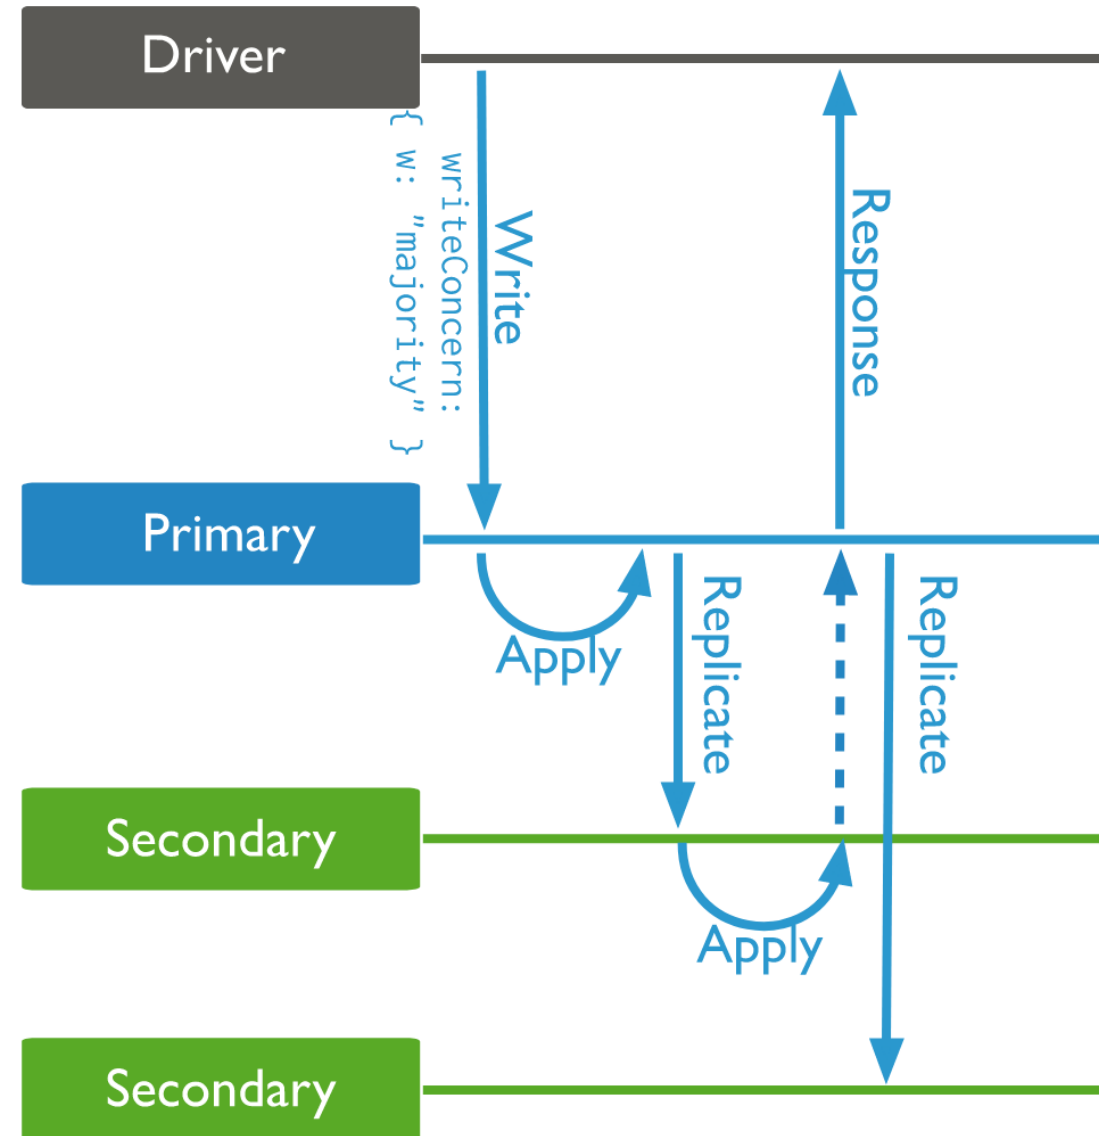 Driver
writeConcern:
{ w: ”majority” }
Write
Response
Primary
Apply
Replicate
Replicate
Secondary
Apply
Secondary